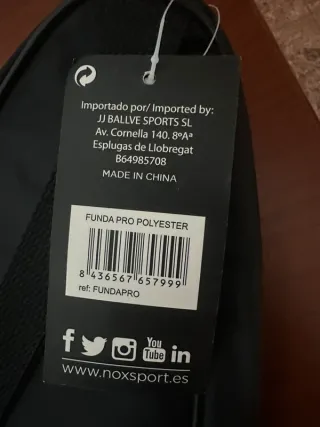 Importado por/ Imported by:
JJ BALLVE SPORTS SL
Av. Cornella 140. 8ºAª
Esplugas de Llobregat
B64985708
MADE IN CHINA
FUNDA PRO POLYESTER
8 436567 657999
ref: FUNDAPRO
f You Tube in
www.noxsport.es